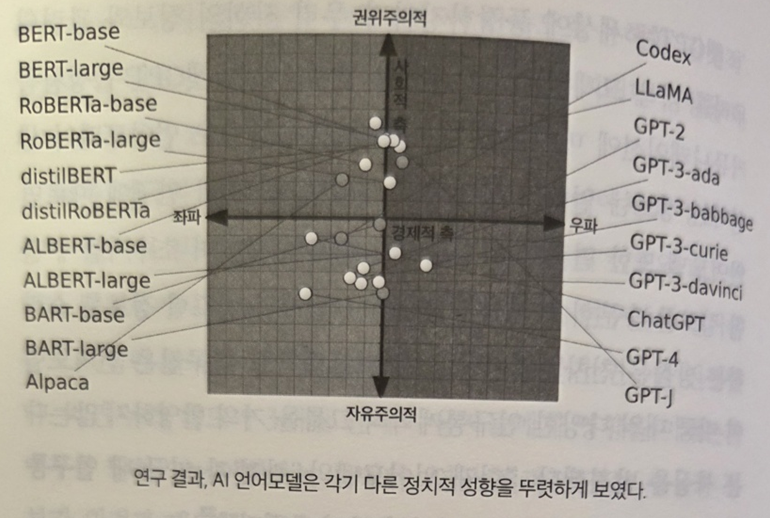 권위주의적
BERT-base
BERT-large
RoBERTa-base
RoBERTa-large
distilBERT
distilRoBERTa
ALBERT-base
ALBERT-large
BART-base
BART-large
Alpaca
사회적 축
좌파
우파
경제적 축
Codex
LLaMA
GPT-2
GPT-3-ada
GPT-3-babbage
GPT-3-curie
GPT-3-davinci
ChatGPT
GPT-4
GPT-J
자유주의적
연구 결과, AI 언어모델은 각기 다른 정치적 성향을 뚜렷하게 보였다.